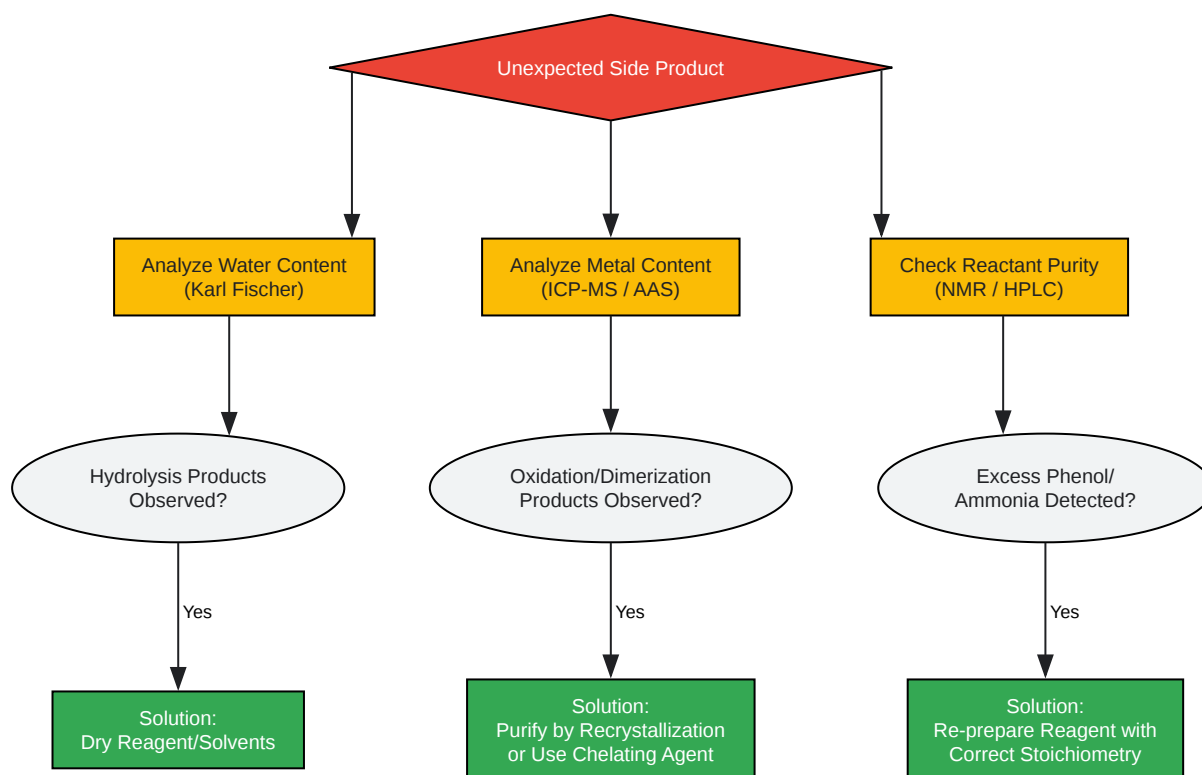 Unexpected Side Product
Analyze Water Content
(Karl Fischer)
Analyze Metal Content
(ICP-MS / AAS)
Check Reactant Purity
(NMR / HPLC)
Hydrolysis Products
Observed?
Oxidation/Dimerization
Products Observed?
Excess Phenol/
Ammonia Detected?
Yes
Yes
Yes
Solution:
Dry Reagent/Solvents
Solution:
Purify by Recrystallization
or Use Chelating Agent
Solution:
Re-prepare Reagent with
Correct Stoichiometry